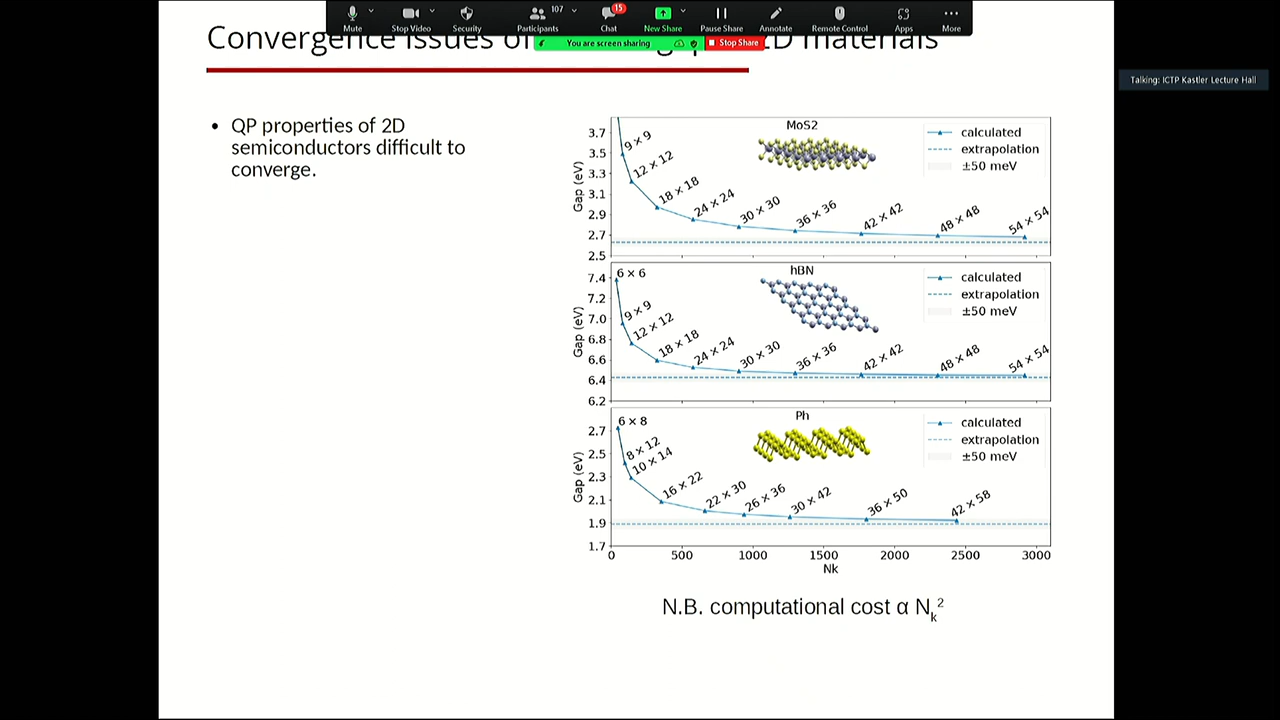 Mute
Stop Video
Security
107
Participants
15
Chat
New Share
Pause Share
Annotate
Remote Control
Apps
More
You are screen sharing
Stop Share
Talking: ICTP Kastler Lecture Hall
Convergence issues of
2D materials
• QP properties of 2D
semiconductors difficult to
converge.
MoS2
calculated
extrapolation
±50 meV
Gap (eV)
3.7
3.5
3.3
3.1
2.9
2.7
2.5
9 × 9
12 × 12
18 × 18
24 × 24
30 × 30
36 × 36
42 × 42
48 × 48
54 × 54
hBN
calculated
extrapolation
±50 meV
Gap (eV)
7.4
7.2
7.0
6.8
6.6
6.4
6.2
6 × 6
9 × 9
12 × 12
18 × 18
24 × 24
30 × 30
36 × 36
42 × 42
48 × 48
54 × 54
Ph
calculated
extrapolation
±50 meV
Gap (eV)
2.7
2.5
2.3
2.1
1.9
1.7
6 × 8
8 × 12
10 × 14
16 × 22
22 × 30
26 × 36
30 × 42
36 × 50
42 × 58
0 500 1000 1500 2000 2500 3000
Nk
N.B. computational cost α Nk2